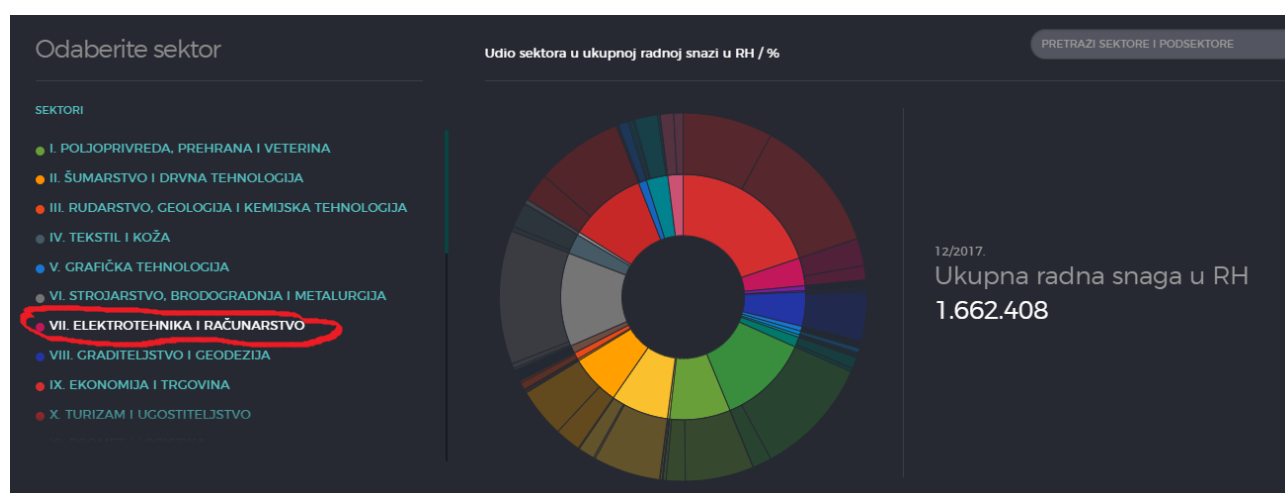 Odaberite sektor
Udio sektora u ukupnoj radnoj snazi u RH / %
PRETRAŽI SEKTORE I PODSEKTORE
SEKTORI
I. POLJOPRIVREDA, PREHRANA I VETERINA
II. ŠUMARSTVO I DRVNA TEHNOLOGIJA
III. RUDARSTVO, GEOLOGIJA I KEMIJSKA TEHNOLOGIJA
IV. TEKSTIL I KOŽA
V. GRAFIČKA TEHNOLOGIJA
VI. STROJARSTVO, BRODOGRADNJA I METALURGIJA
VII. ELEKTROTEHNIKA I RAČUNARSTVO
VIII. GRADITELJSTVO I GEODEZIJA
IX. EKONOMIJA I TRGOVINA
X. TURIZAM I UGOSTITELJSTVO
12/2017.
Ukupna radna snaga u RH
1.662.408